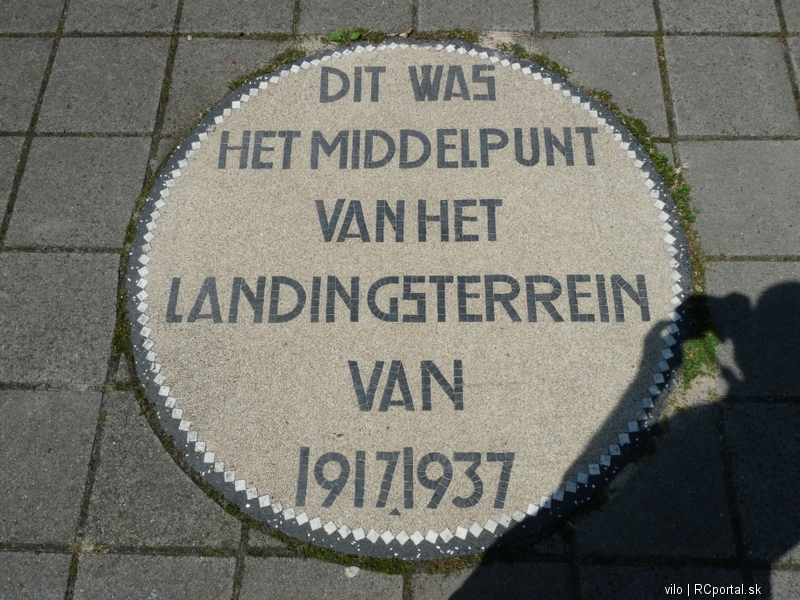 DIT WAS
HET MIDDELPUNT
VAN HET
LANDINGSTERREIN
VAN
1917/1937
vilo | RCportal.sk